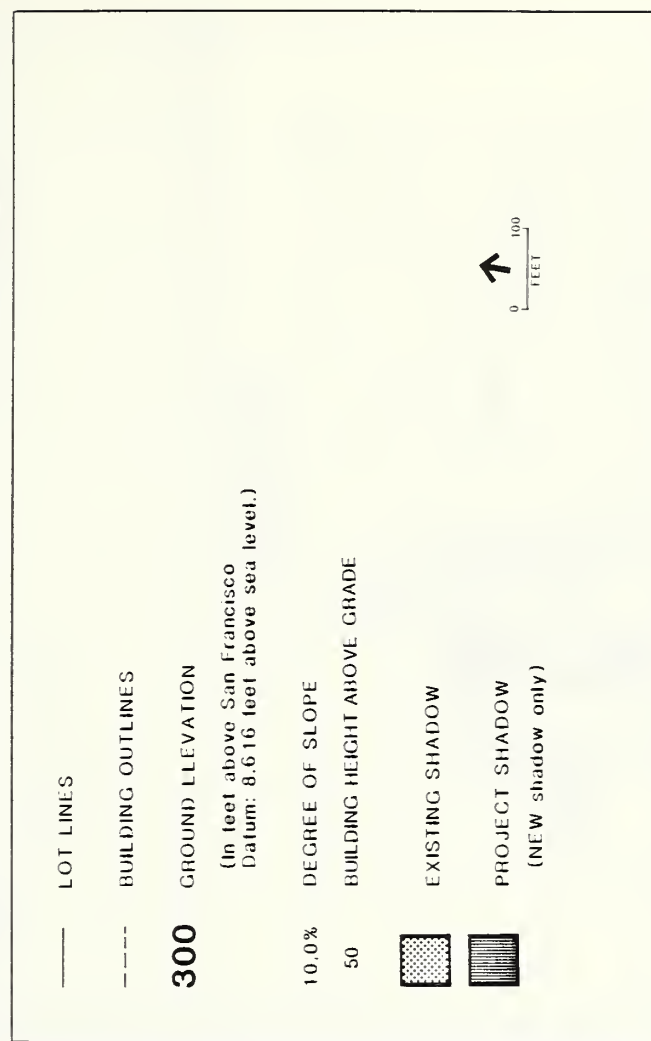 LOT LINES
BUILDING OUTLINES
300 GROUND ELEVATION
(In feet above San Francisco
Datum: 8.616 feet above sea level.)
10.0% DEGREE OF SLOPE
50 BUILDING HEIGHT ABOVE GRADE
EXISTING SHADOW
PROJECT SHADOW
(NEW shadow only)
0 100
FEET